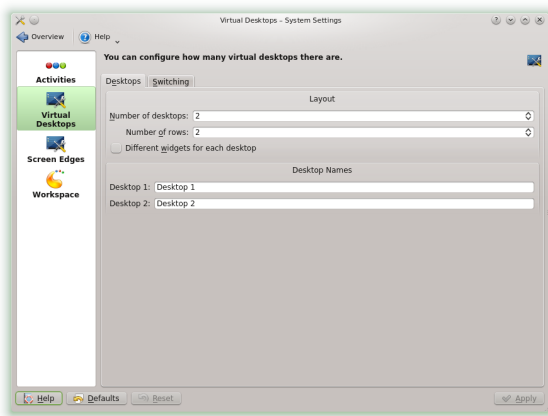 Virtual Desktops – System Settings
Overview Help
You can configure how many virtual desktops there are.
Activities
Virtual
Desktops
Screen Edges
Workspace
Desktops Switching
Layout
Number of desktops: 2
Number of rows: 2
Different widgets for each desktop
Desktop Names
Desktop 1: Desktop 1
Desktop 2: Desktop 2
Help Defaults Reset Apply